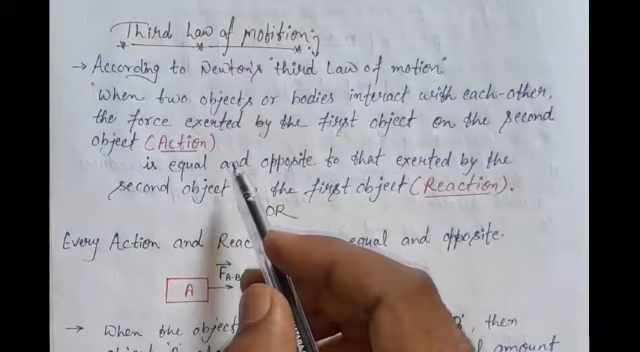 Third Law of mobition:
→ According to Newton's "third Law of motion"
"When two objects or bodies interact with each-other,
the force exerted by the first object on the second
object (Action)
is equal and opposite to that exerted by the
second object the first object (Reaction).
OR
Every Action and equal and opposite.
A → F A-B
→ When the object B', then
amount